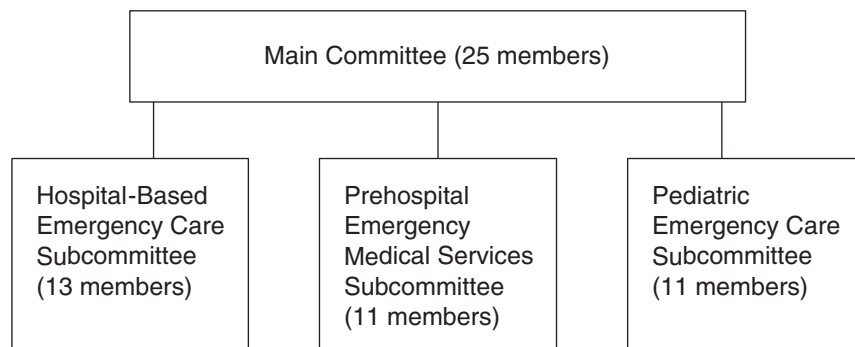 Main Committee (25 members)
Hospital-Based
Emergency Care
Subcommittee
(13 members)
Prehospital
Emergency
Medical Services
Subcommittee
(11 members)
Pediatric
Emergency Care
Subcommittee
(11 members)